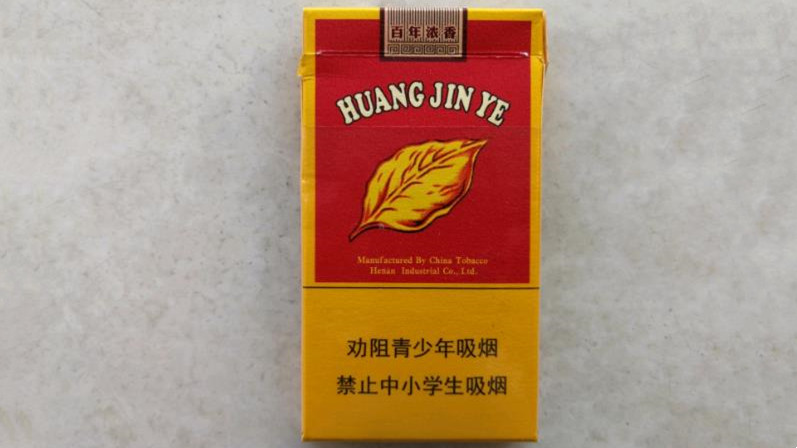 百年浓香
HUANG JIN YE
Manufactured By China Tobacco
Henan Industrial Co., Ltd.
劝阻青少年吸烟
禁止中小学生吸烟